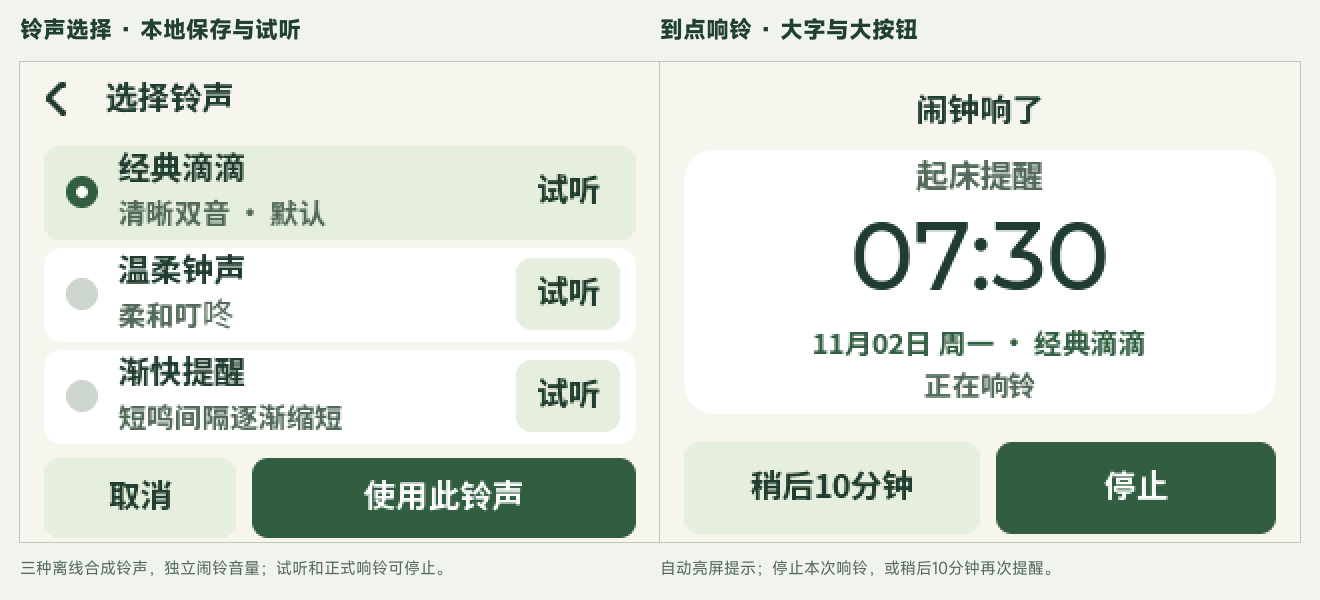 铃声选择 · 本地保存与试听
选择铃声
经典滴滴
清晰双音 · 默认
试听
温柔钟声
柔和叮咚
试听
渐快提醒
短鸣间隔逐渐缩短
试听
取消
使用此铃声
三种离线合成铃声，独立闹铃音量；试听和正式响铃可停止。
到点响铃 · 大字与大按钮
闹钟响了
起床提醒
07:30
11月02日 周一 · 经典滴滴
正在响铃
稍后10分钟
停止
自动亮屏提示；停止本次响铃，或稍后10分钟再次提醒。